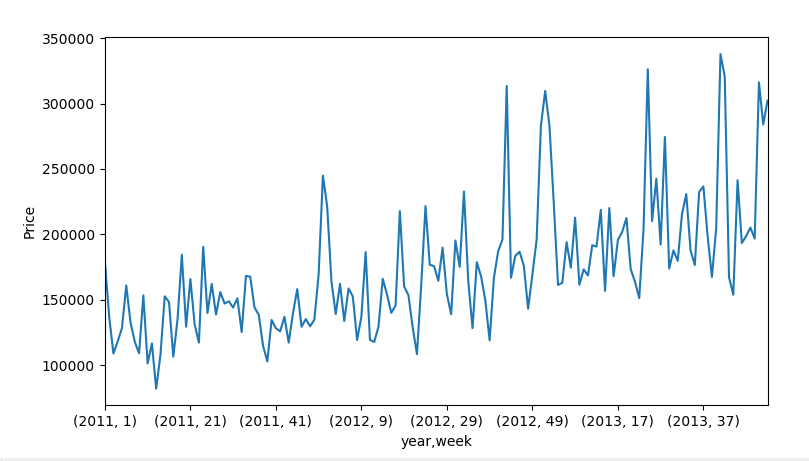 350000
300000
250000
200000
150000
100000
Price
(2011, 1) (2011, 21) (2011, 41) (2012, 9) (2012, 29) (2012, 49) (2013, 17) (2013, 37)
year,week